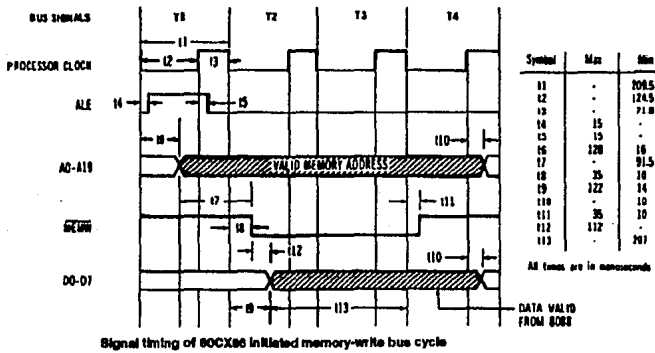 BUS SIGNALS
T1
T2
T3
T4
t1
PROCESSOR CLOCK
t2
t3
ALE
t4
t5
t6
t10
A0-A19
VALID MEMORY ADDRESS
t7
t11
MEMW
t8
t12
t10
D0-D7
t9
t13
DATA VALID
FROM 8088
Symbol Max Min
t1 - 209.5
t2 - 124.5
t3 - 71.8
t4 15 -
t5 15 -
t6 128 16
t7 - 91.5
t8 35 10
t9 122 14
t10 - 10
t11 35 10
t12 112 -
t13 - 207
All times are in nanoseconds
Signal timing of 80CX86 initiated memory-write bus cycle